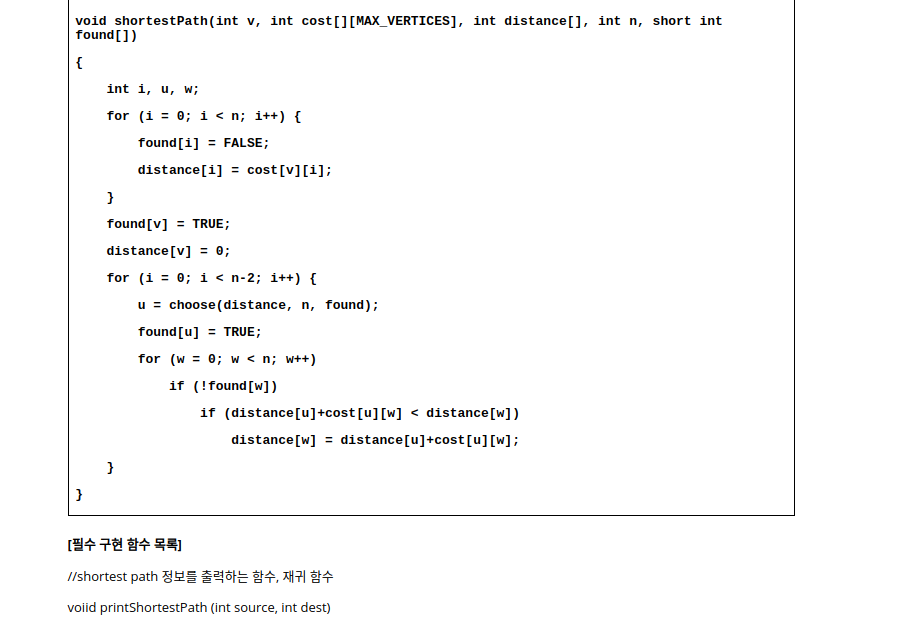 void shortestPath(int v, int cost[][MAX_VERTICES], int distance[], int n, short int
found[])
{
int i, u, w;
for (i = 0; i < n; i++) {
found[i] = FALSE;
distance[i] = cost[v][i];
}
found[v] = TRUE;
distance[v] = 0;
for (i = 0; i < n-2; i++) {
u = choose(distance, n, found);
found[u] = TRUE;
for (w = 0; w < n; w++)
if (!found[w])
if (distance[u]+cost[u][w] < distance[w])
distance[w] = distance[u]+cost[u][w];
}
}
[필수 구현 함수 목록]
//shortest path 정보를 출력하는 함수, 재귀 함수
voiid printShortestPath (int source, int dest)